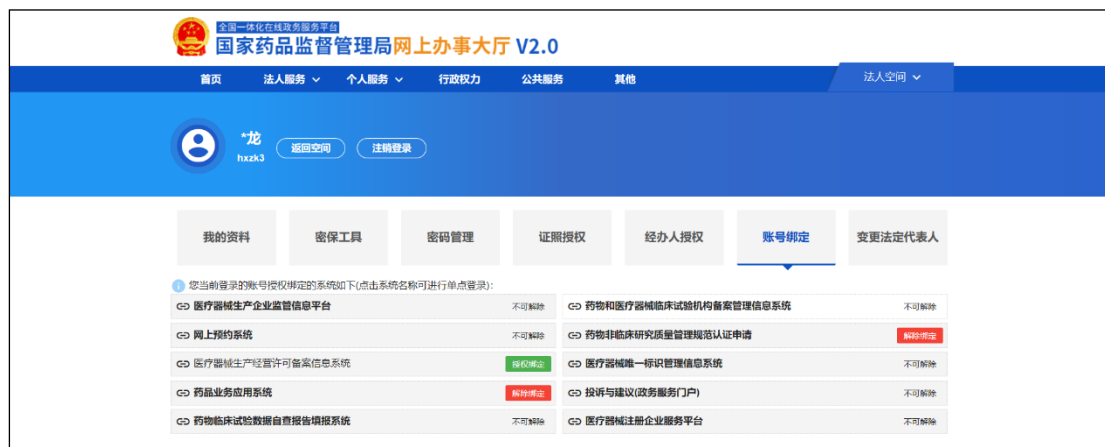 全国一体化在线政务服务平台
国家药品监督管理局网上办事大厅 V2.0
首页 法人服务 个人服务 行政权力 公共服务 其他 法人空间
*龙
hxzk3
返回空间 注销登录
我的资料 密保工具 密码管理 证照授权 经办人授权 账号绑定 变更法定代表人
您当前登录的账号授权绑定的系统如下(点击系统名称可进行单点登录):
医疗器械生产企业监管信息平台 不可解除 药物和医疗器械临床试验机构备案管理信息系统 不可解除
网上预约系统 不可解除 药物非临床研究质量管理规范认证申请 解除绑定
医疗器械生产经营许可备案信息系统 授权绑定 医疗器械唯一标识管理信息系统 不可解除
药品业务应用系统 解除绑定 投诉与建议(政务服务门户) 不可解除
药物临床试验数据自查报告填报系统 不可解除 医疗器械注册企业服务平台 不可解除